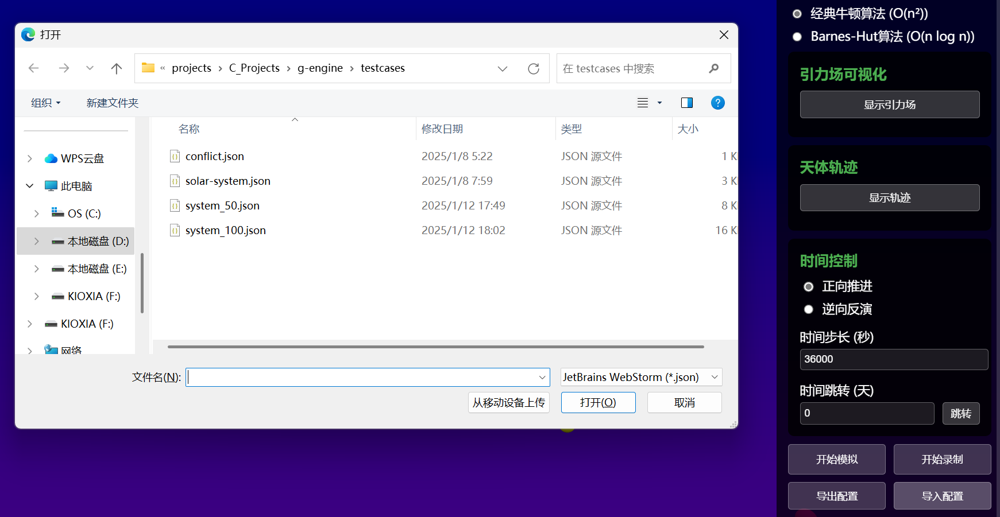 打开
« projects › C_Projects › g-engine › testcases
在 testcases 中搜索
组织
新建文件夹
名称 修改日期 类型 大小
conflict.json 2025/1/8 5:22 JSON 源文件 1 K
solar-system.json 2025/1/8 7:59 JSON 源文件 3 K
system_50.json 2025/1/12 17:49 JSON 源文件 8 K
system_100.json 2025/1/12 18:02 JSON 源文件 16 K
WPS云盘
此电脑
OS (C:)
本地磁盘 (D:)
本地磁盘 (E:)
KIOXIA (F:)
KIOXIA (F:)
网络
文件名(N):
JetBrains WebStorm (*.json)
从移动设备上传
打开(O)
取消
经典牛顿算法 (O(n²))
Barnes-Hut算法 (O(n log n))
引力场可视化
显示引力场
天体轨迹
显示轨迹
时间控制
正向推进
逆向反演
时间步长 (秒)
36000
时间跳转 (天)
0
跳转
开始模拟
开始录制
导出配置
导入配置